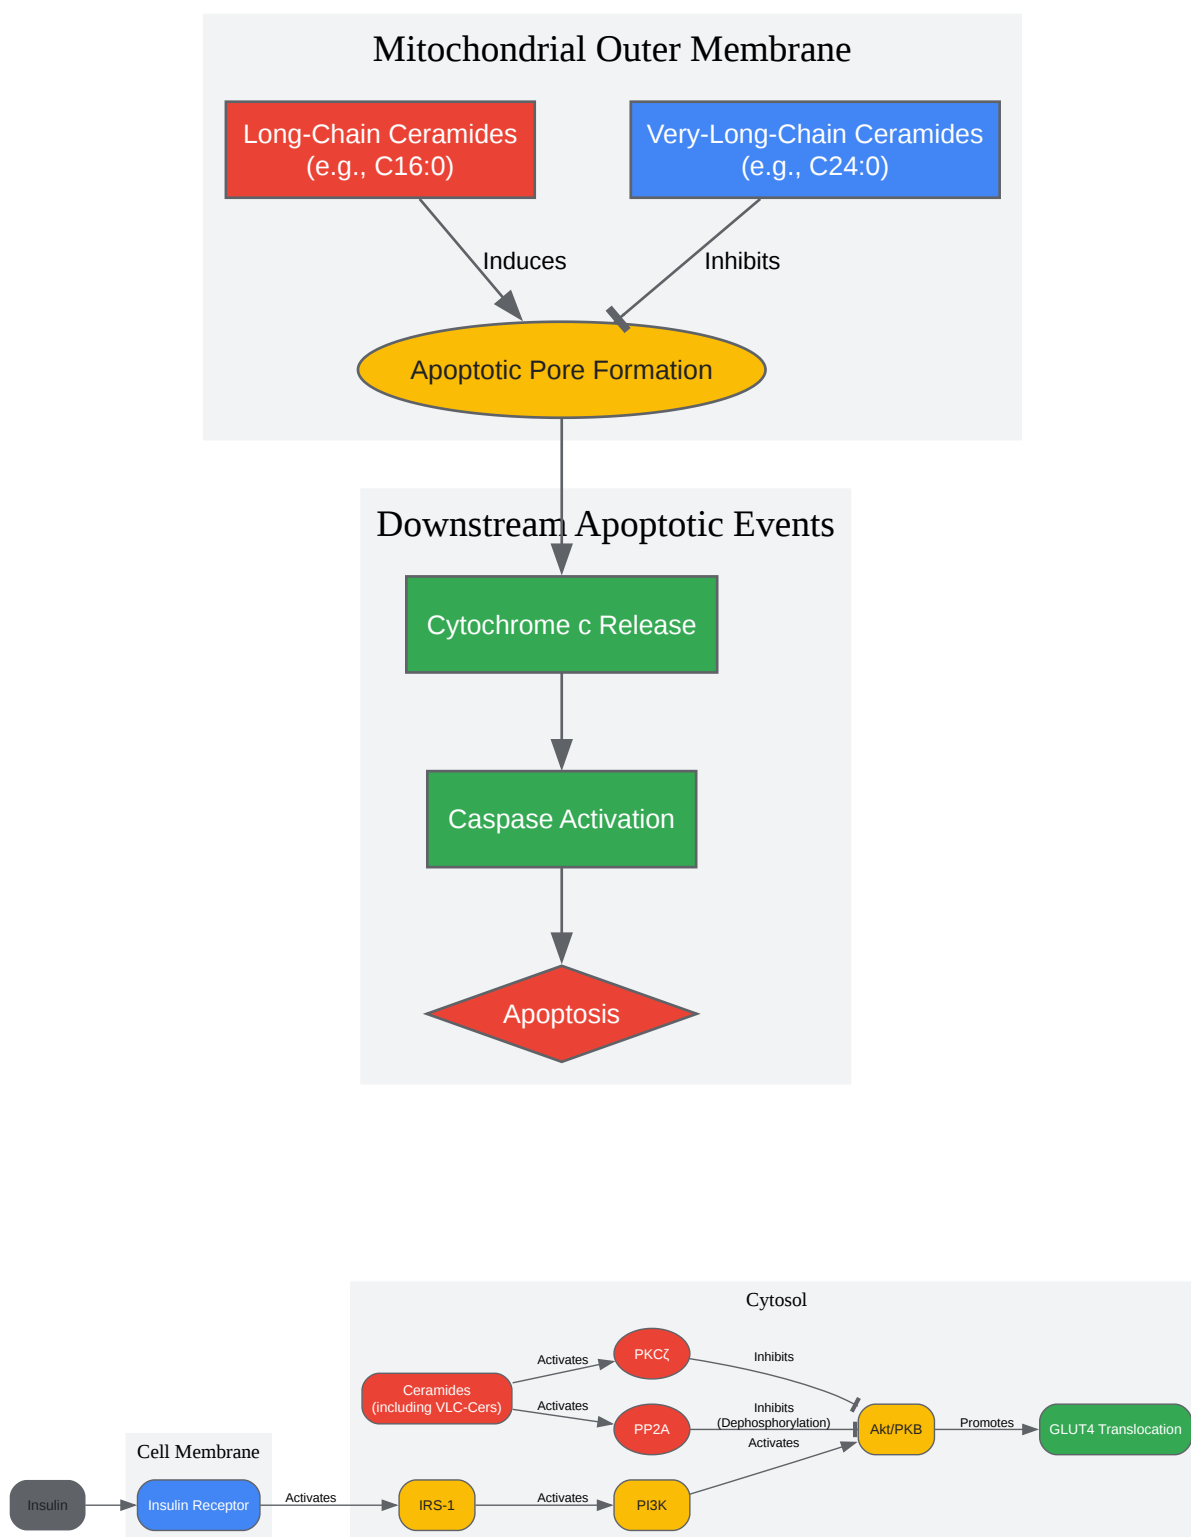 Mitochondrial Outer Membrane
Long-Chain Ceramides
(e.g., C16:0)
Very-Long-Chain Ceramides
(e.g., C24:0)
Induces
Inhibits
Apoptotic Pore Formation
Downstream Apoptotic Events
Cytochrome c Release
Caspase Activation
Apoptosis
Cytosol
PKCζ
Inhibits
Activates
Ceramides
(including VLC-Cers)
Activates
PP2A
Inhibits
(Dephosphorylation)
Activates
Akt/PKB
Promotes
GLUT4 Translocation
Cell Membrane
Insulin
Insulin Receptor
Activates
IRS-1
Activates
PI3K